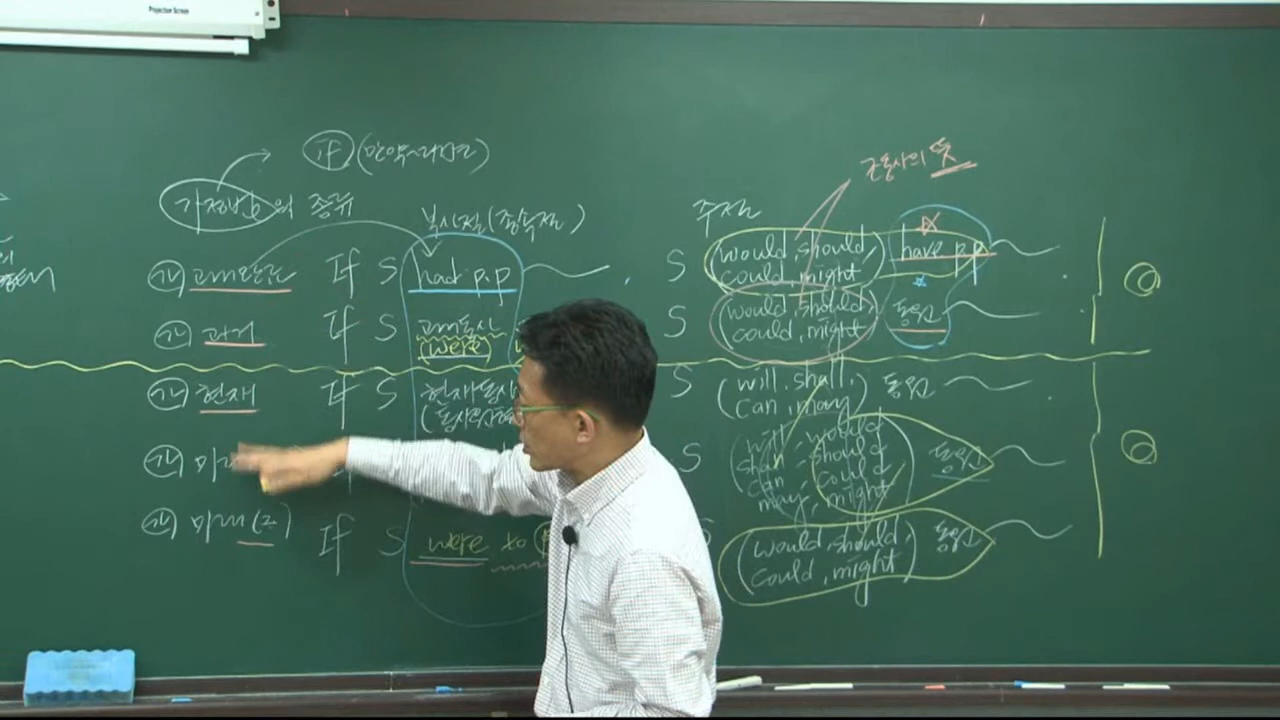 Projection Screen
if (만약~라면)
가정법의 종류
조동사의 뜻
부사절(종속절) 주절
가 과거완료 If S had p.p , S (would, should, could, might) have p.p
가 과거 If S 과거동사 (were) S (would, should, could, might) 동원
가 현재 If S 현재동사 S (will, shall, can, may) 동원
가 S (will would shall should can could may, might) 동원
가 미래(2) If S were to (would, should, could, might) 동원